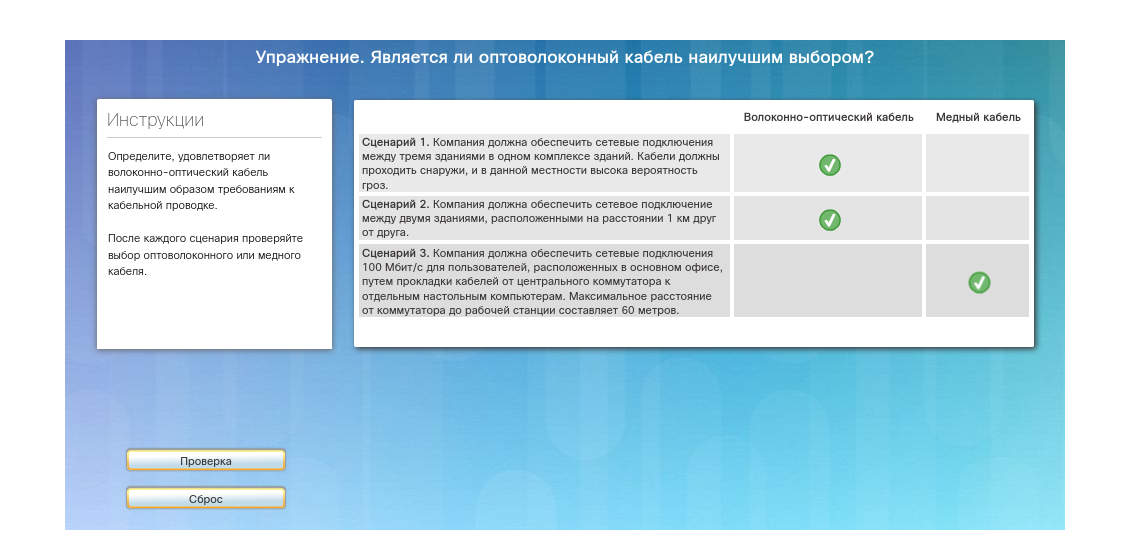 Упражнение. Является ли оптоволоконный кабель наилучшим выбором?
Инструкции
Определите, удовлетворяет ли
волоконно-оптический кабель
наилучшим образом требованиям к
кабельной проводке.
После каждого сценария проверяйте
выбор оптоволоконного или медного
кабеля.
Волоконно-оптический кабель
Медный кабель
Сценарий 1. Компания должна обеспечить сетевые подключения
между тремя зданиями в одном комплексе зданий. Кабели должны
проходить снаружи, и в данной местности высока вероятность
гроз.
Сценарий 2. Компания должна обеспечить сетевое подключение
между двумя зданиями, расположенными на расстоянии 1 км друг
от друга.
Сценарий 3. Компания должна обеспечить сетевые подключения
100 Мбит/с для пользователей, расположенных в основном офисе,
путем прокладки кабелей от центрального коммутатора к
отдельным настольным компьютерам. Максимальное расстояние
от коммутатора до рабочей станции составляет 60 метров.
Проверка
Сброс